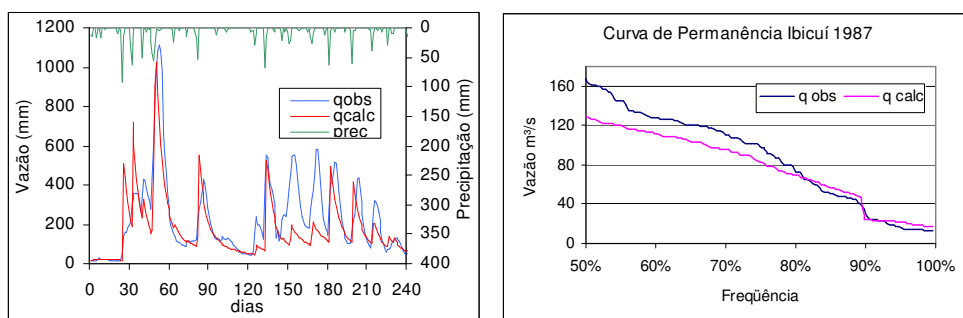 1200
1000
800
600
400
200
0
Vazão (mm)
0
50
100
150
200
250
300
350
400
Precipitação (mm)
qobs
qcalc
prec
0 30 60 90 120 150 180 210 240
dias
Curva de Permanência Ibicuí 1987
160
120
80
40
0
Vazão m³/s
q obs q calc
50% 60% 70% 80% 90% 100%
Freqüência